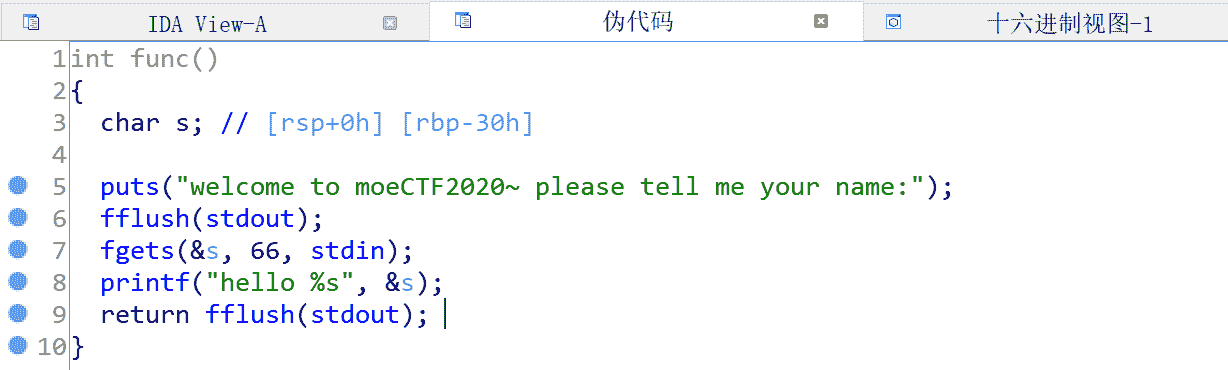 IDA View-A 伪代码 十六进制视图-1
1 int func()
2 {
3   char s; // [rsp+0h] [rbp-30h]
4
5   puts("welcome to moeCTF2020~ please tell me your name:");
6   fflush(stdout);
7   fgets(&s, 66, stdin);
8   printf("hello %s", &s);
9   return fflush(stdout);
10 }